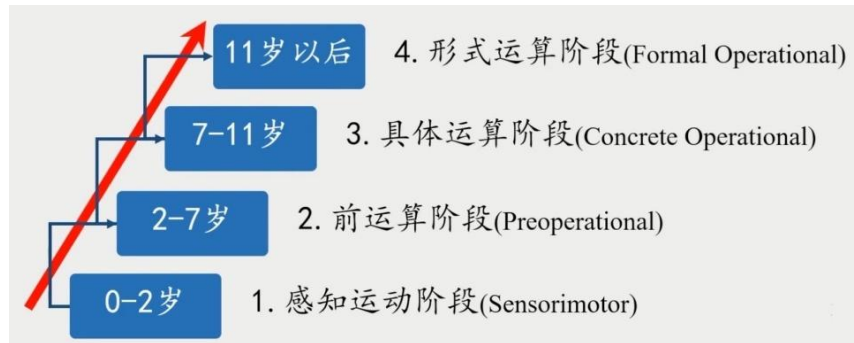 11岁以后 4. 形式运算阶段(Formal Operational)
7-11岁 3. 具体运算阶段(Concrete Operational)
2-7岁 2. 前运算阶段(Preoperational)
0-2岁 1. 感知运动阶段(Sensorimotor)